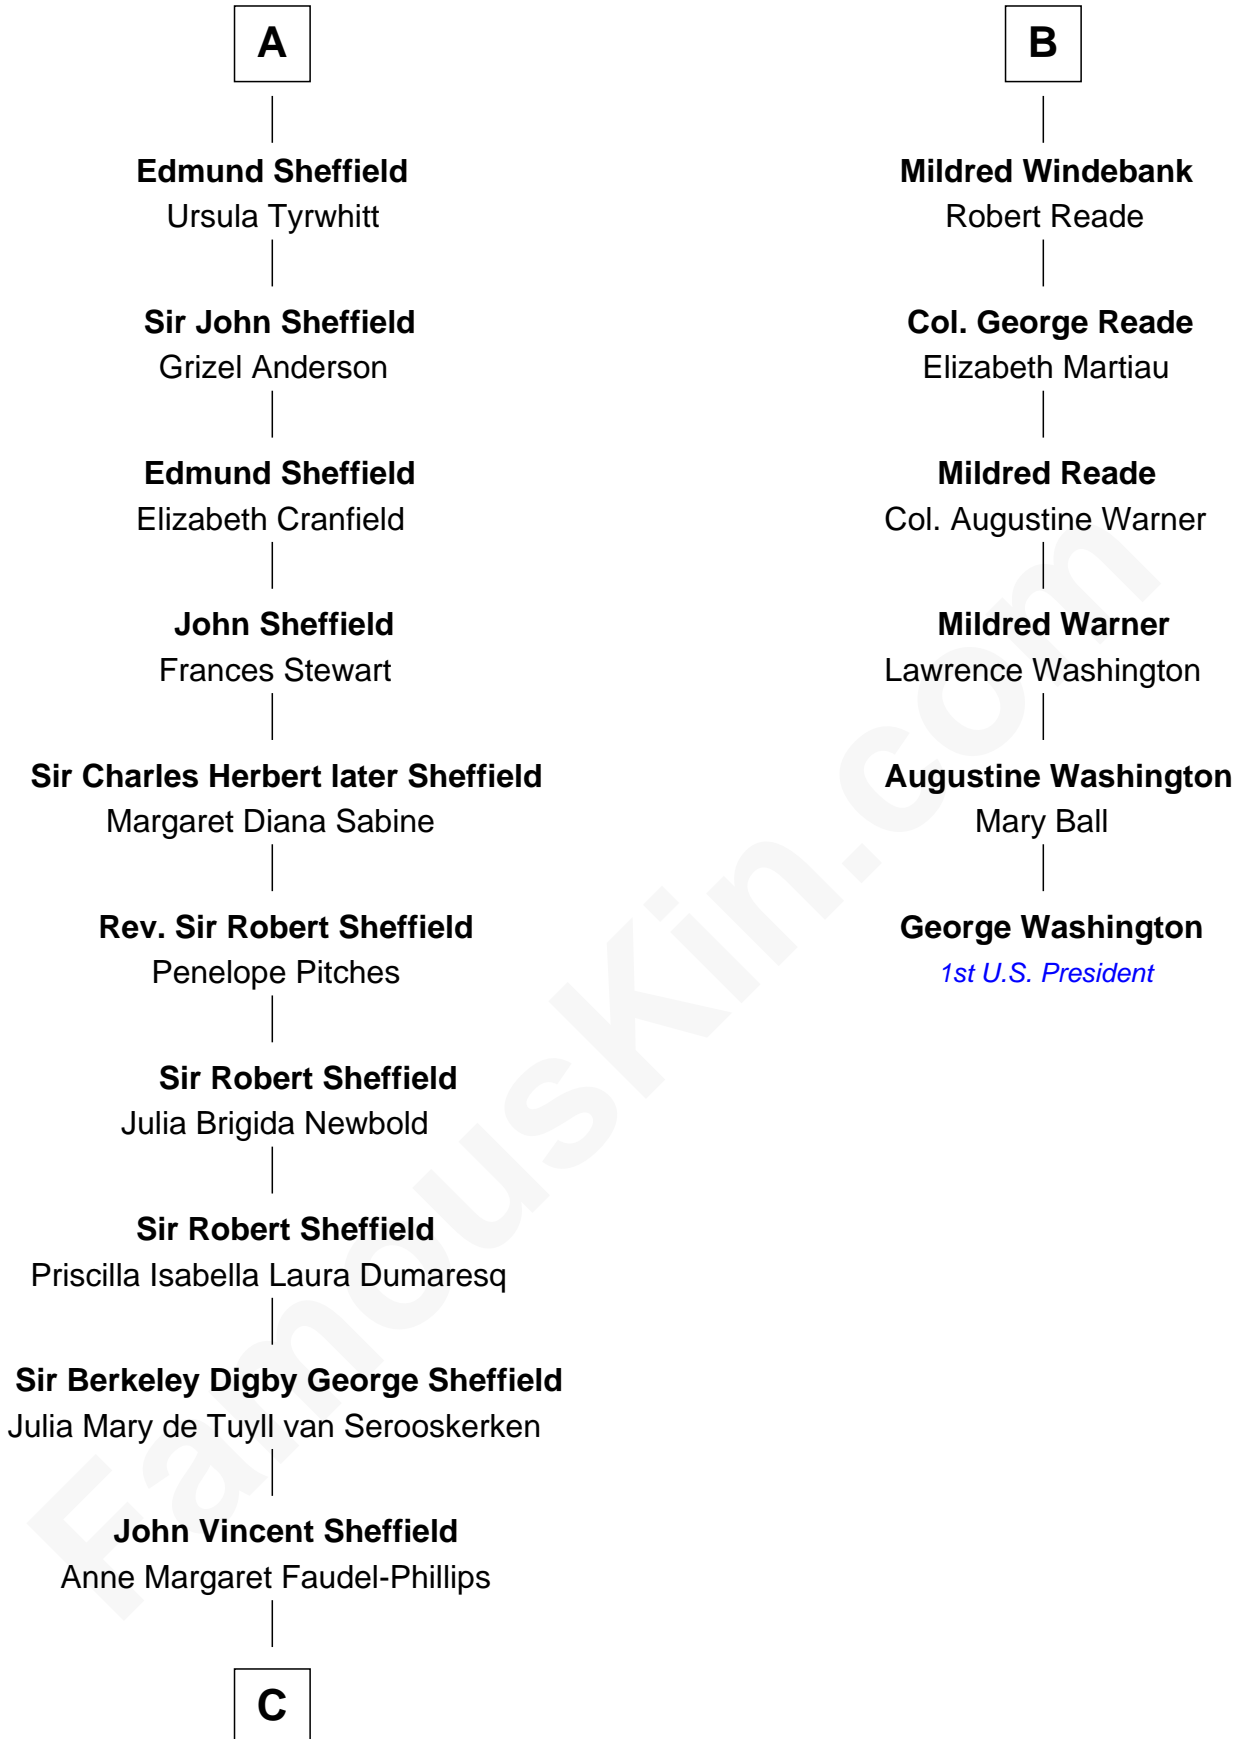 A
Edmund Sheffield
Ursula Tyrwhitt
Sir John Sheffield
Grizel Anderson
Edmund Sheffield
Elizabeth Cranfield
John Sheffield
Frances Stewart
Sir Charles Herbert later Sheffield
Margaret Diana Sabine
Rev. Sir Robert Sheffield
Penelope Pitches
Sir Robert Sheffield
Julia Brigida Newbold
Sir Robert Sheffield
Priscilla Isabella Laura Dumaresq
Sir Berkeley Digby George Sheffield
Julia Mary de Tuyll van Serooskerken
John Vincent Sheffield
Anne Margaret Faudel-Phillips
C
B
Mildred Windebank
Robert Reade
Col. George Reade
Elizabeth Martiau
Mildred Reade
Col. Augustine Warner
Mildred Warner
Lawrence Washington
Augustine Washington
Mary Ball
George Washington
1st U.S. President
FamousKin.com